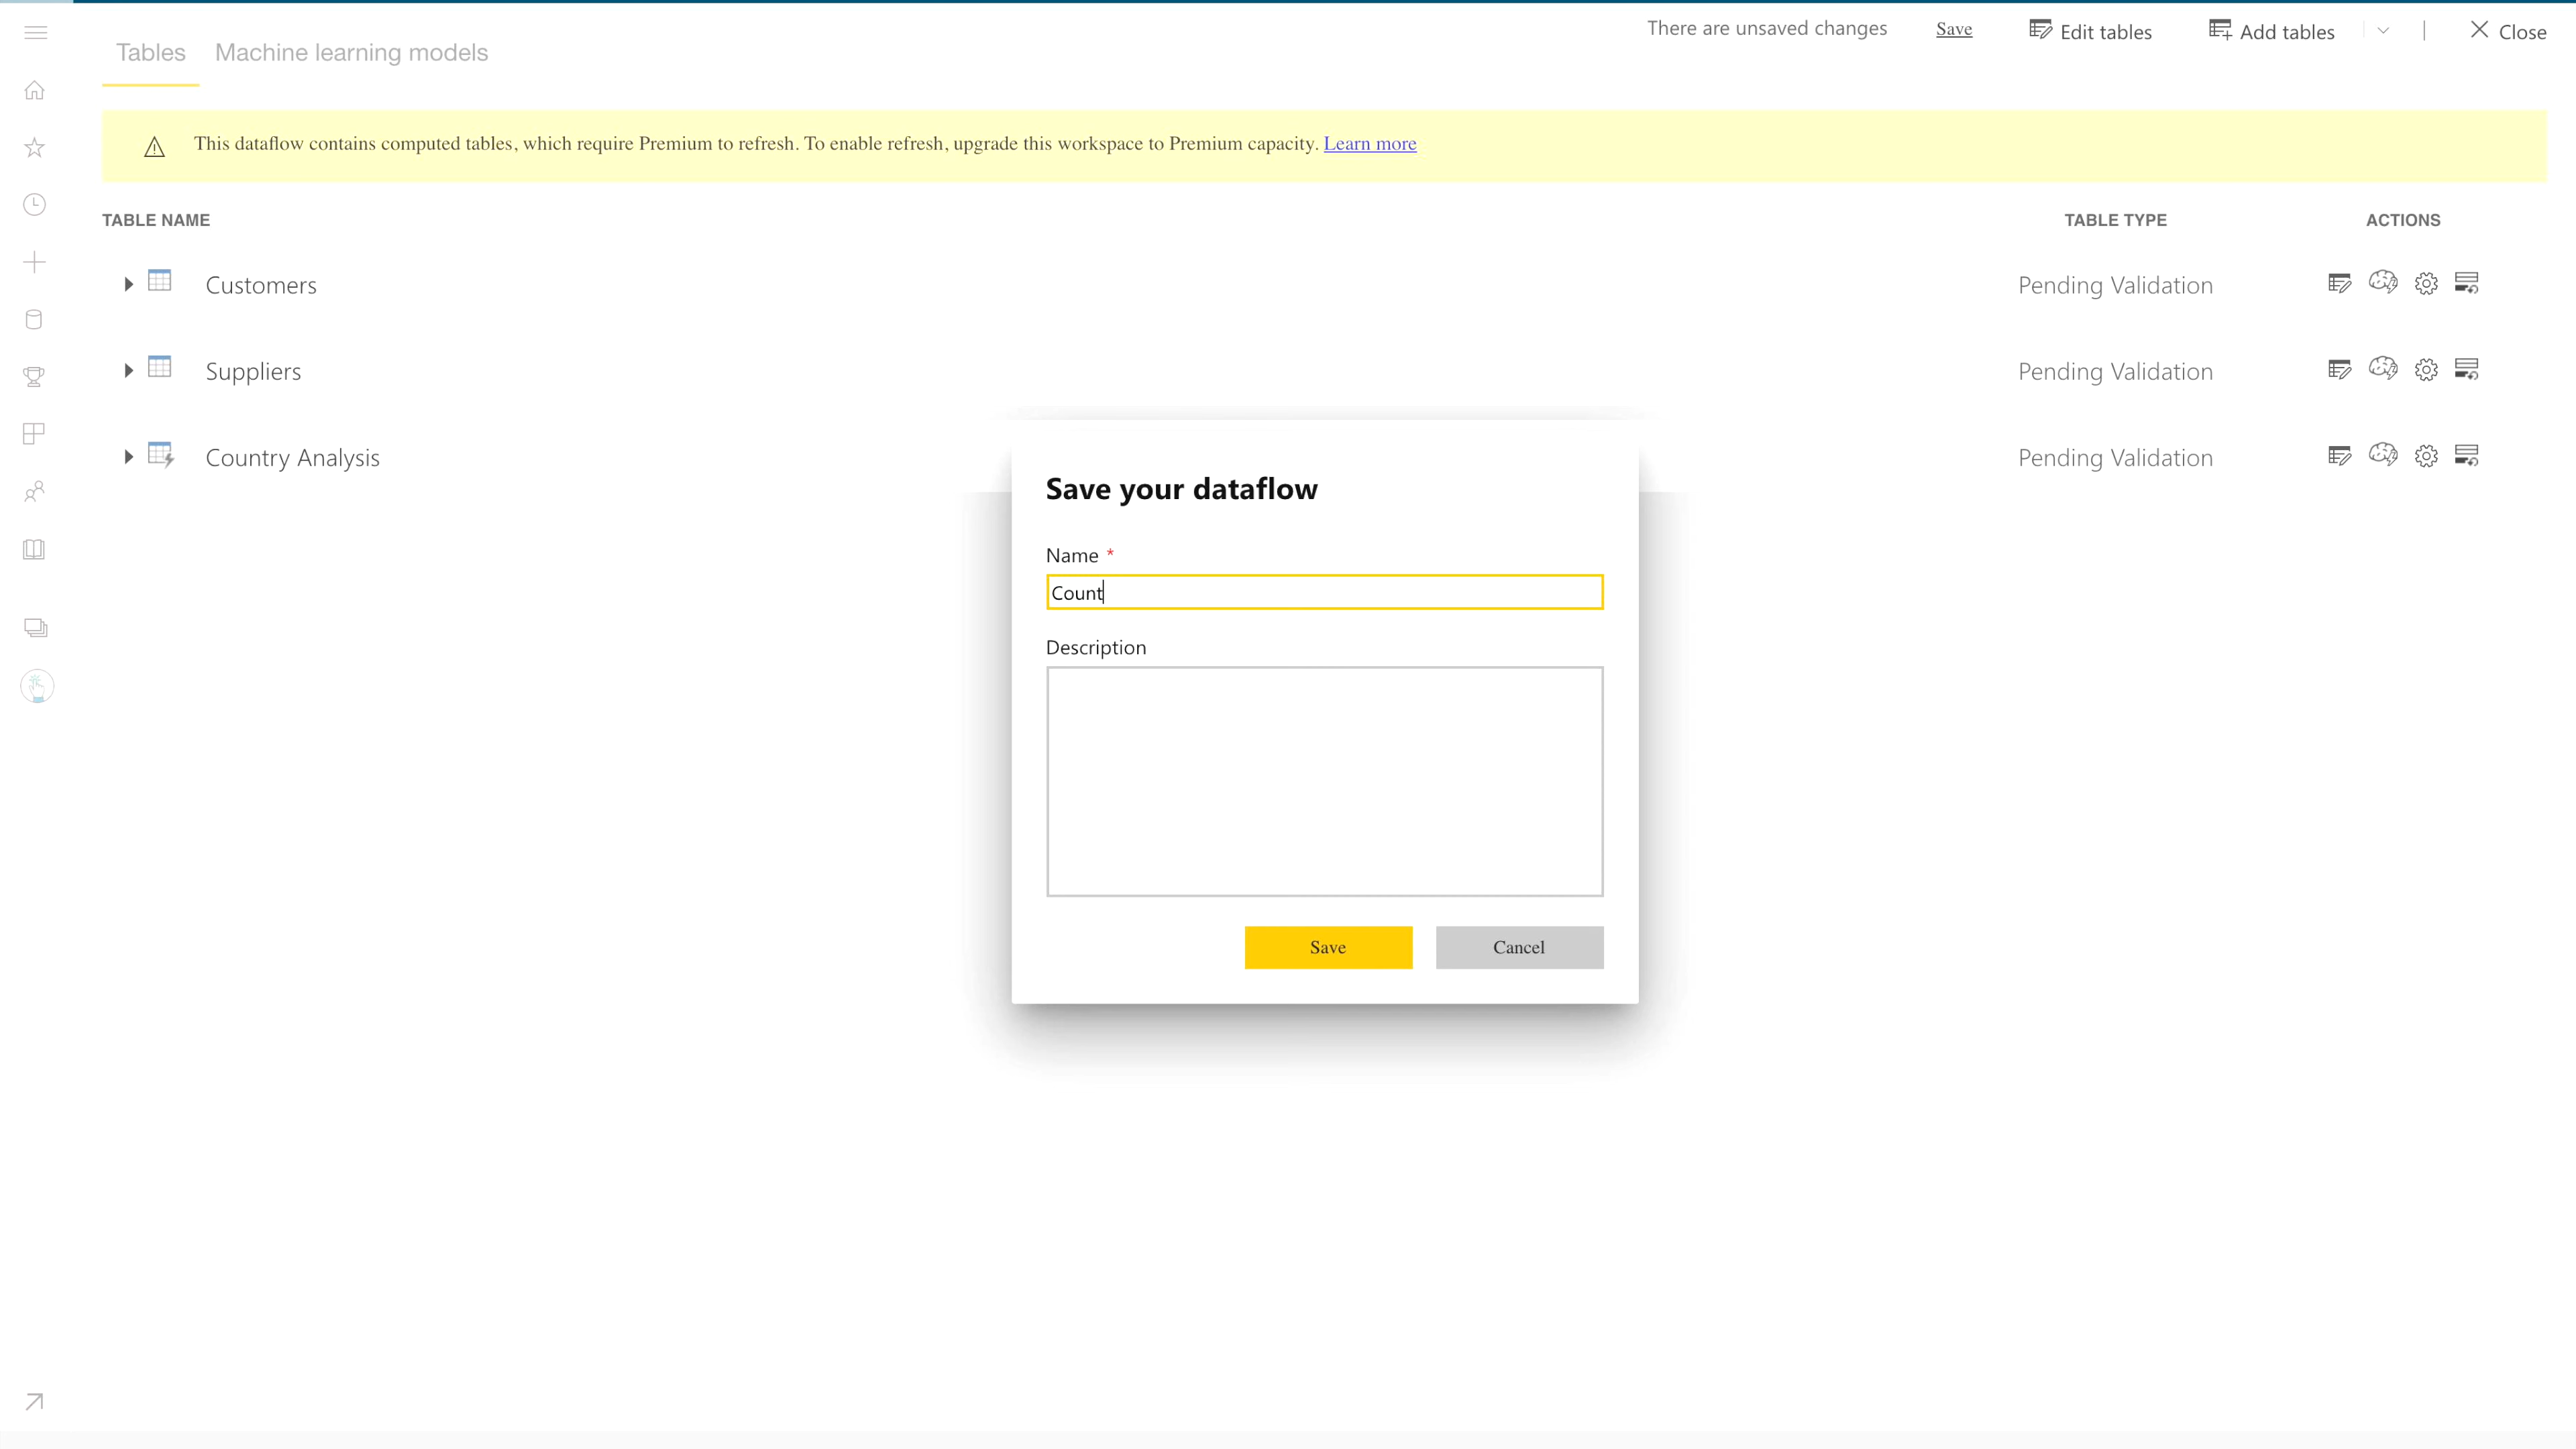 There are unsaved changes Save Edit tables Add tables Close
Tables Machine learning models
This dataflow contains computed tables, which require Premium to refresh. To enable refresh, upgrade this workspace to Premium capacity. Learn more
TABLE NAME TABLE TYPE ACTIONS
Customers Pending Validation
Suppliers Pending Validation
Country Analysis Pending Validation
Save your dataflow
Name *
Count
Description
Save Cancel